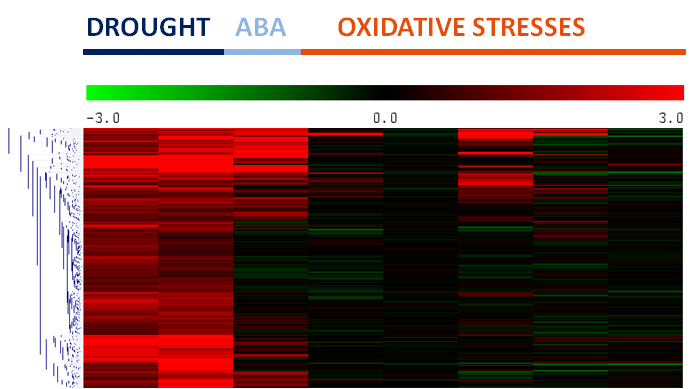 DROUGHT ABA OXIDATIVE STRESSES
-3.0 0.0 3.0